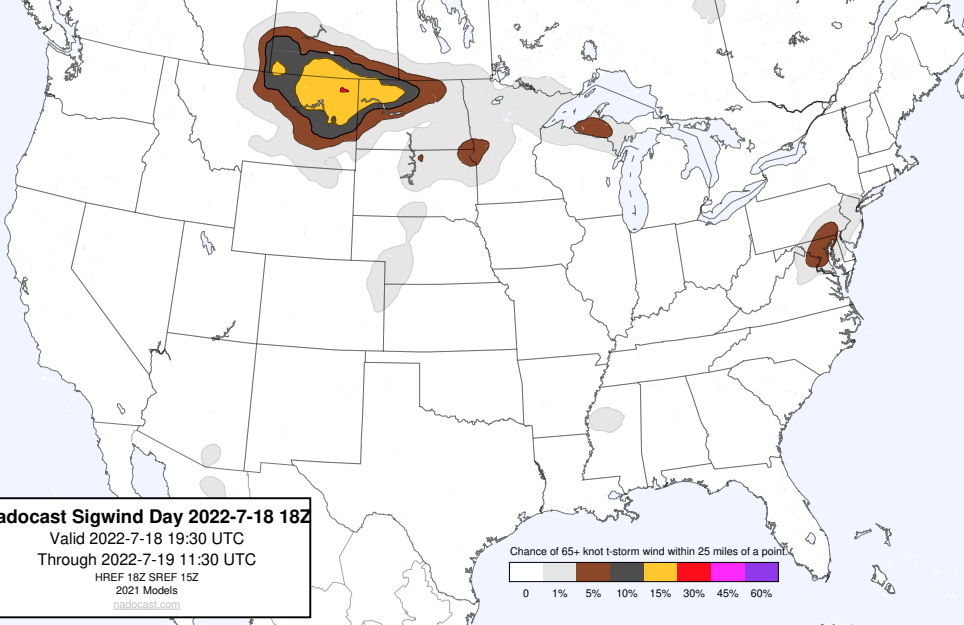 adocast Sigwind Day 2022-7-18 18Z
Valid 2022-7-18 19:30 UTC
Through 2022-7-19 11:30 UTC
HREF 18Z SREF 15Z
2021 Models
nadocast.com
Chance of 65+ knot t-storm wind within 25 miles of a point.
0 1% 5% 10% 15% 30% 45% 60%